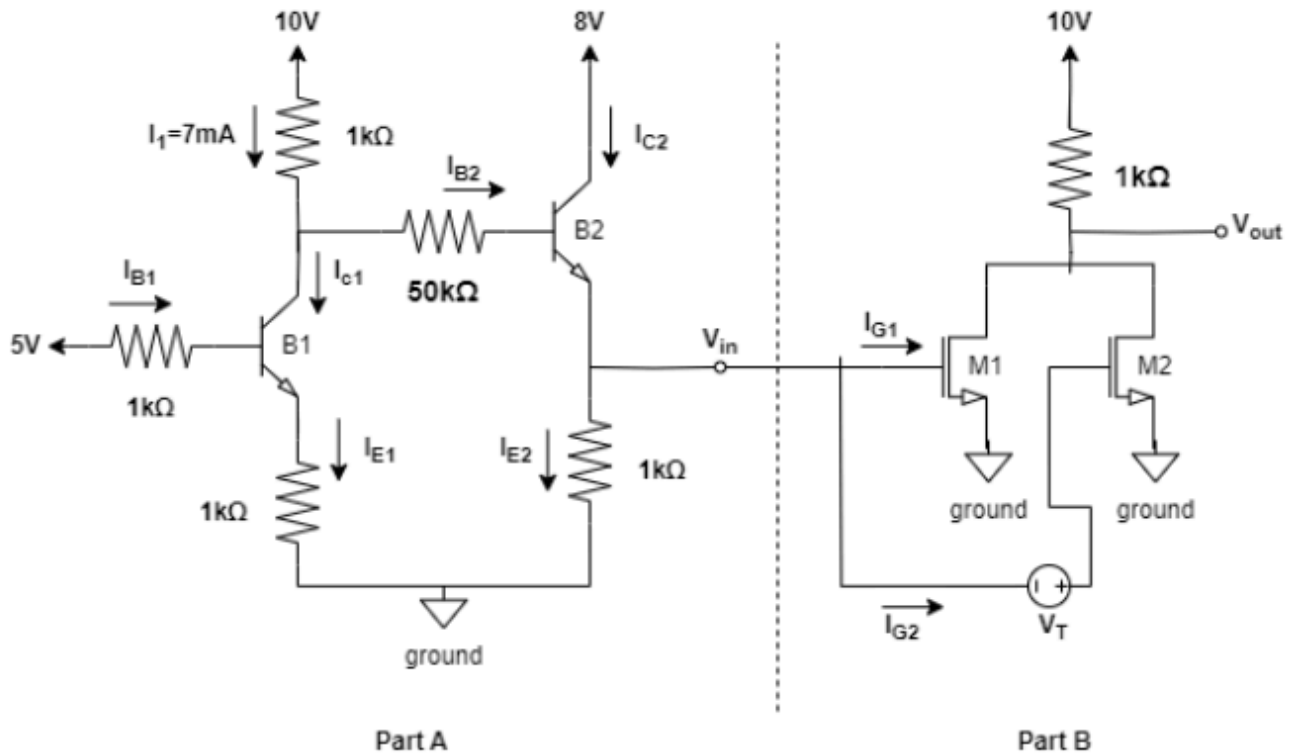 10V
8V
10V
I1=7mA
1kΩ
IC2
IB2
1kΩ
B2
Vout
IB1
Ic1
50kΩ
IG1
Vin
5V
B1
M1
M2
1kΩ
IE1
IE2
1kΩ
1kΩ
ground
ground
ground
IG2
VT
- +
Part A
Part B